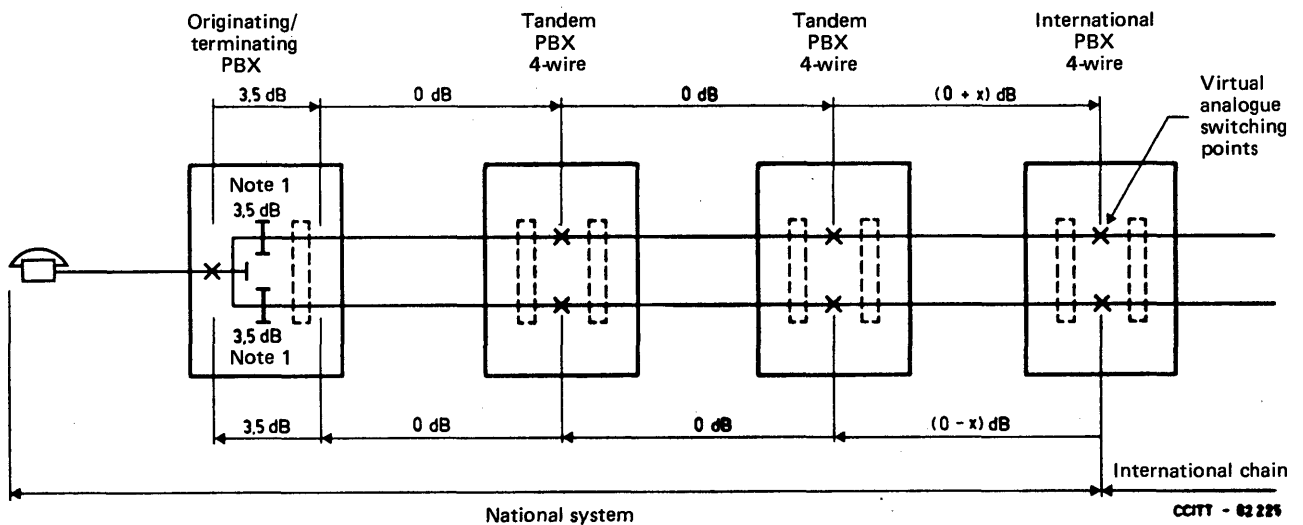 Originating/
terminating
PBX
Tandem
PBX
4-wire
Tandem
PBX
4-wire
International
PBX
4-wire
Virtual
analogue
switching
points
3,5 dB
0 dB
0 dB
(0 + x) dB
Note 1
3,5 dB
3,5 dB
Note 1
3,5 dB
0 dB
0 dB
(0 - x) dB
International chain
National system
CCITT - 62 225